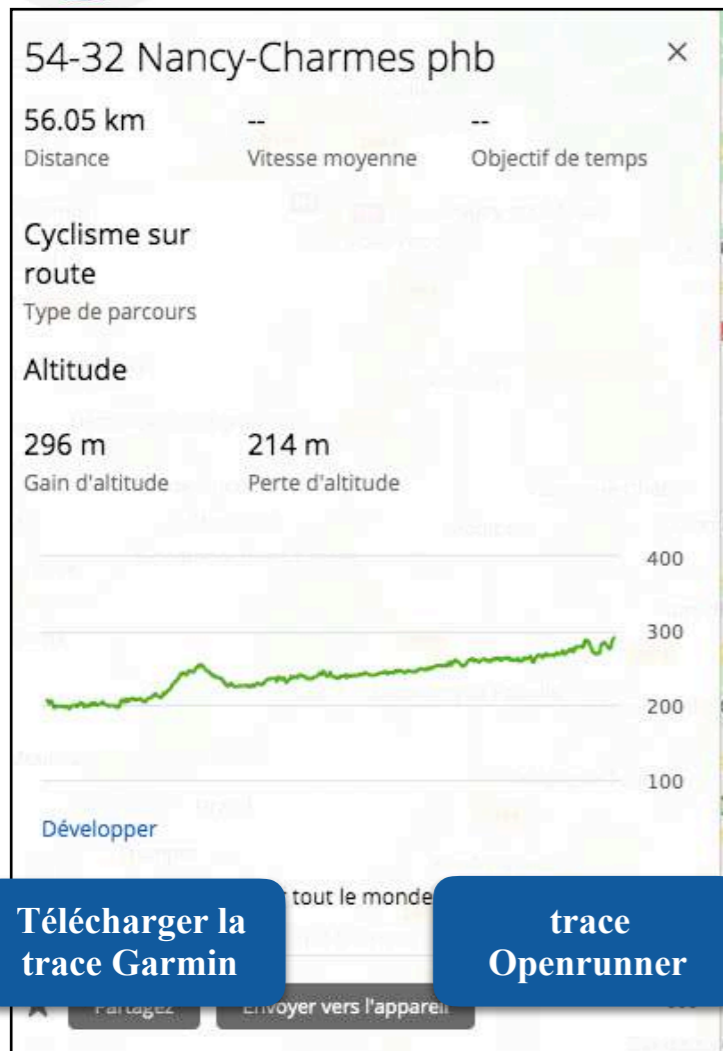 54-32 Nancy-Charmes phb ×
56.05 km -- --
Distance Vitesse moyenne Objectif de temps
Cyclisme sur
route
Type de parcours
Altitude
296 m 214 m
Gain d'altitude Perte d'altitude
400
300
200
100
Développer
tout le monde
Télécharger la
trace Garmin
trace
Openrunner
Partagez Envoyer vers l'appareil